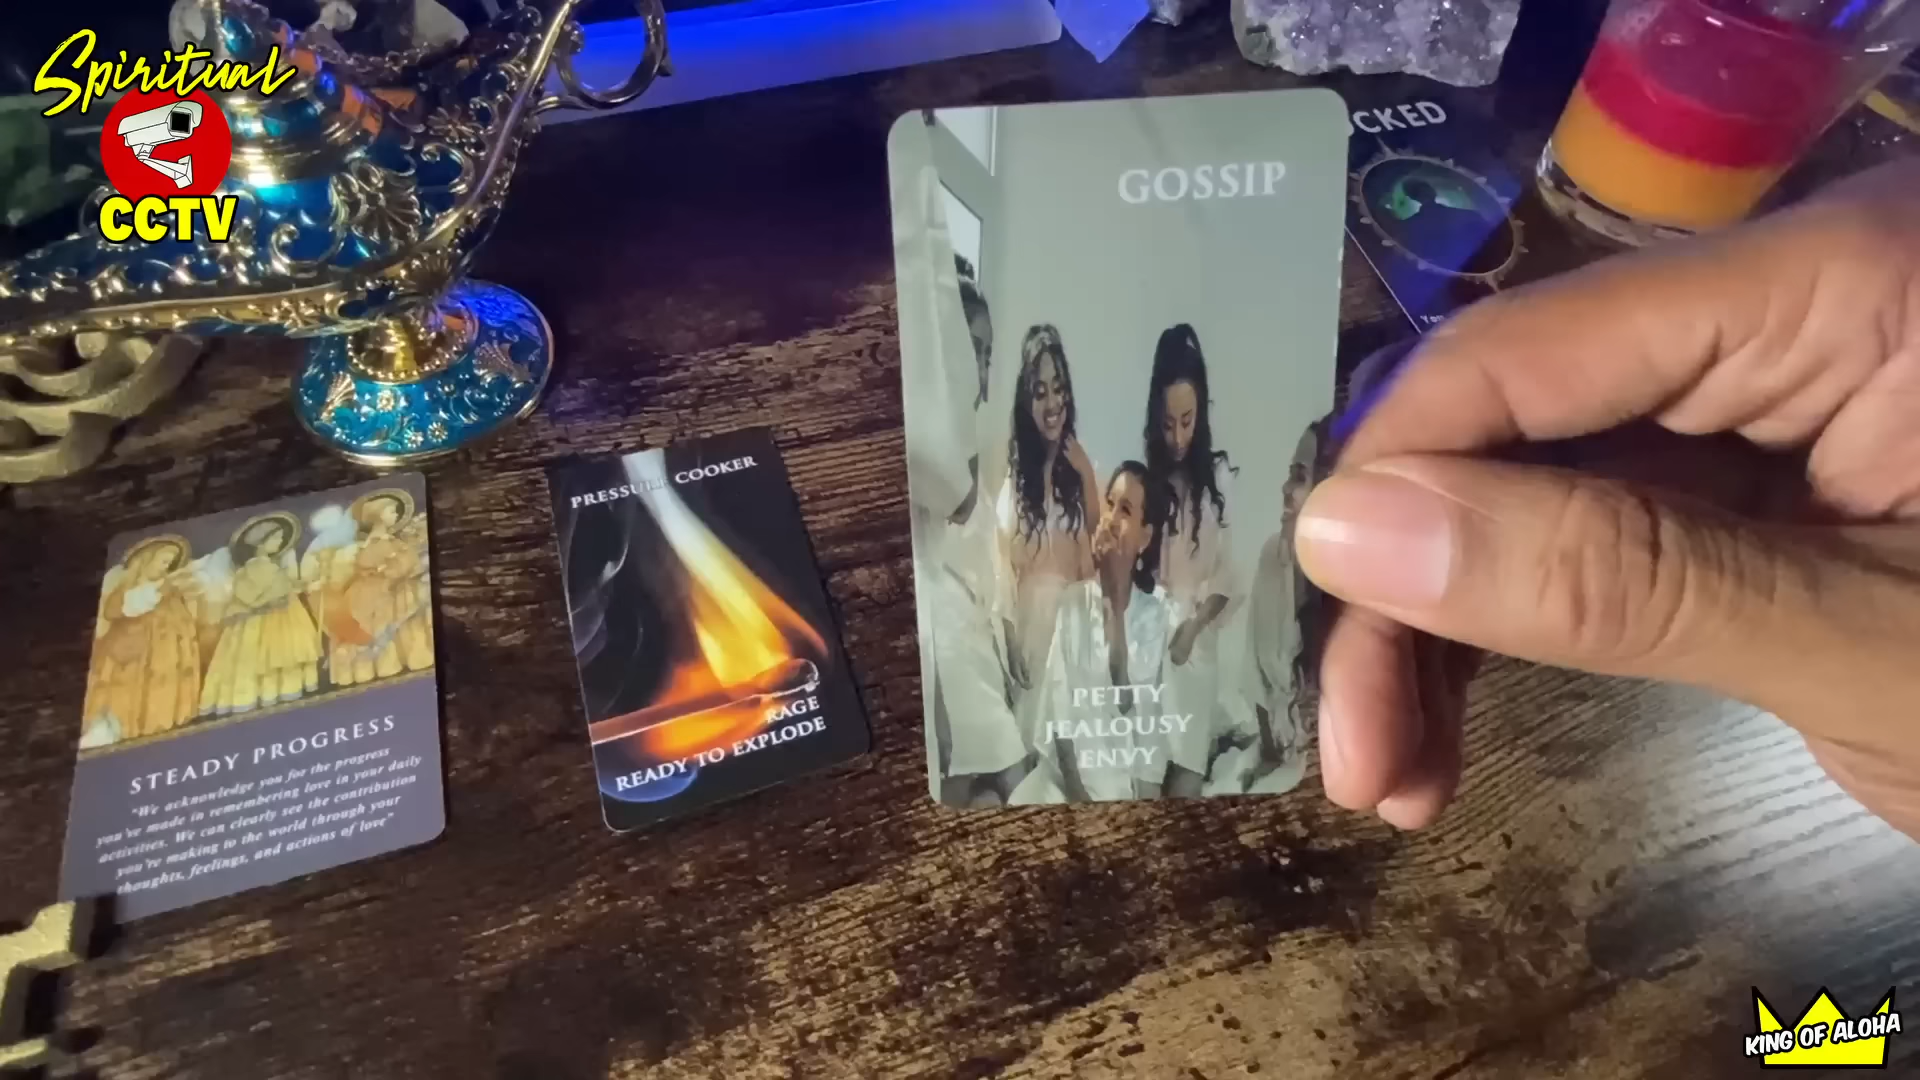 Spiritual
CCTV
GOSSIP
PETTY
JEALOUSY
ENVY
PRESSURE COOKER
RAGE
READY TO EXPLODE
STEADY PROGRESS
"We acknowledge you for the progress
you've made in remembering love in your daily
activities. We can clearly see the contribution
you're making to the world through your
thoughts, feelings, and actions of love"
KING OF ALOHA